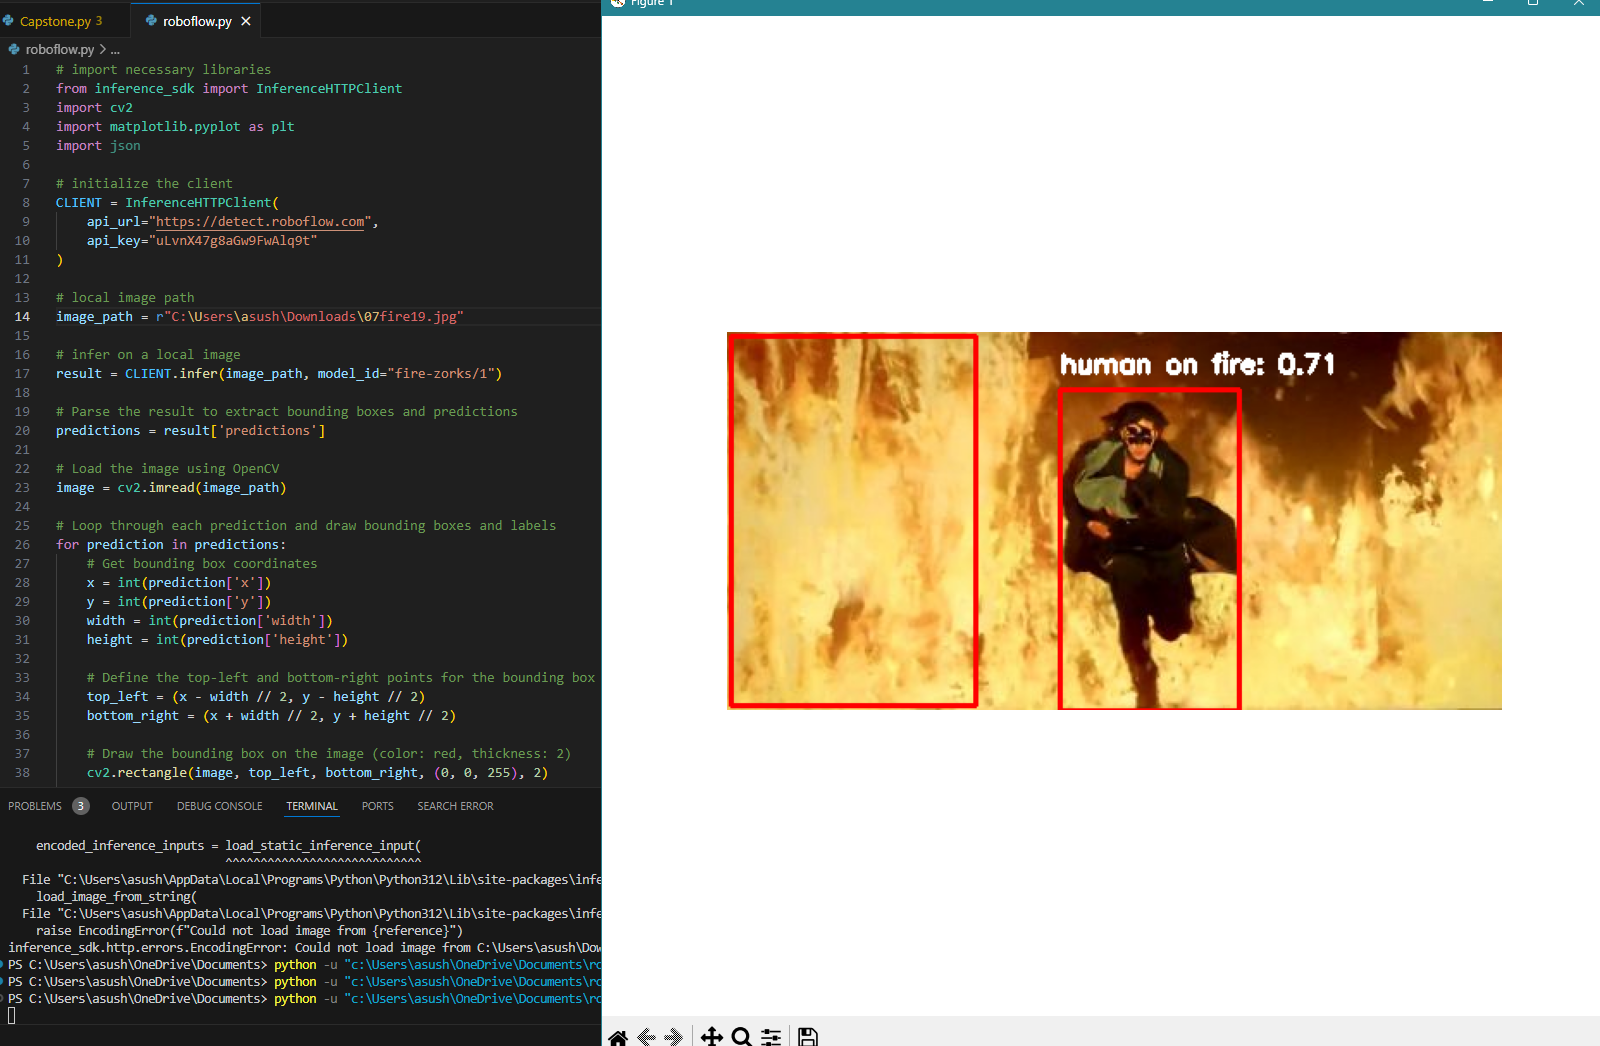 Capstone.py 3
roboflow.py
roboflow.py > ...
1 # import necessary libraries
2 from inference_sdk import InferenceHTTPClient
3 import cv2
4 import matplotlib.pyplot as plt
5 import json
6
7 # initialize the client
8 CLIENT = InferenceHTTPClient(
9 api_url="https://detect.roboflow.com",
10 api_key="uLvnX47g8aGw9FwAlq9t"
11 )
12
13 # local image path
14 image_path = r"C:\Users\asush\Downloads\07fire19.jpg"
15
16 # infer on a local image
17 result = CLIENT.infer(image_path, model_id="fire-zorks/1")
18
19 # Parse the result to extract bounding boxes and predictions
20 predictions = result['predictions']
21
22 # Load the image using OpenCV
23 image = cv2.imread(image_path)
24
25 # Loop through each prediction and draw bounding boxes and labels
26 for prediction in predictions:
27 # Get bounding box coordinates
28 x = int(prediction['x'])
29 y = int(prediction['y'])
30 width = int(prediction['width'])
31 height = int(prediction['height'])
32
33 # Define the top-left and bottom-right points for the bounding box
34 top_left = (x - width // 2, y - height // 2)
35 bottom_right = (x + width // 2, y + height // 2)
36
37 # Draw the bounding box on the image (color: red, thickness: 2)
38 cv2.rectangle(image, top_left, bottom_right, (0, 0, 255), 2)
PROBLEMS 3 OUTPUT DEBUG CONSOLE TERMINAL PORTS SEARCH ERROR
encoded_inference_inputs = load_static_inference_input(
^^^^^^^^^^^^^^^^^^^^^^^^^^^^
File "C:\Users\asush\AppData\Local\Programs\Python\Python312\Lib\site-packages\infe
load_image_from_string(
File "C:\Users\asush\AppData\Local\Programs\Python\Python312\Lib\site-packages\infe
raise EncodingError(f"Could not load image from {reference}")
inference_sdk.http.errors.EncodingError: Could not load image from C:\Users\asush\Dow
PS C:\Users\asush\OneDrive\Documents> python -u "c:\Users\asush\OneDrive\Documents\ro
PS C:\Users\asush\OneDrive\Documents> python -u "c:\Users\asush\OneDrive\Documents\ro
PS C:\Users\asush\OneDrive\Documents> python -u "c:\Users\asush\OneDrive\Documents\ro
Figure 1
human on fire: 0.71